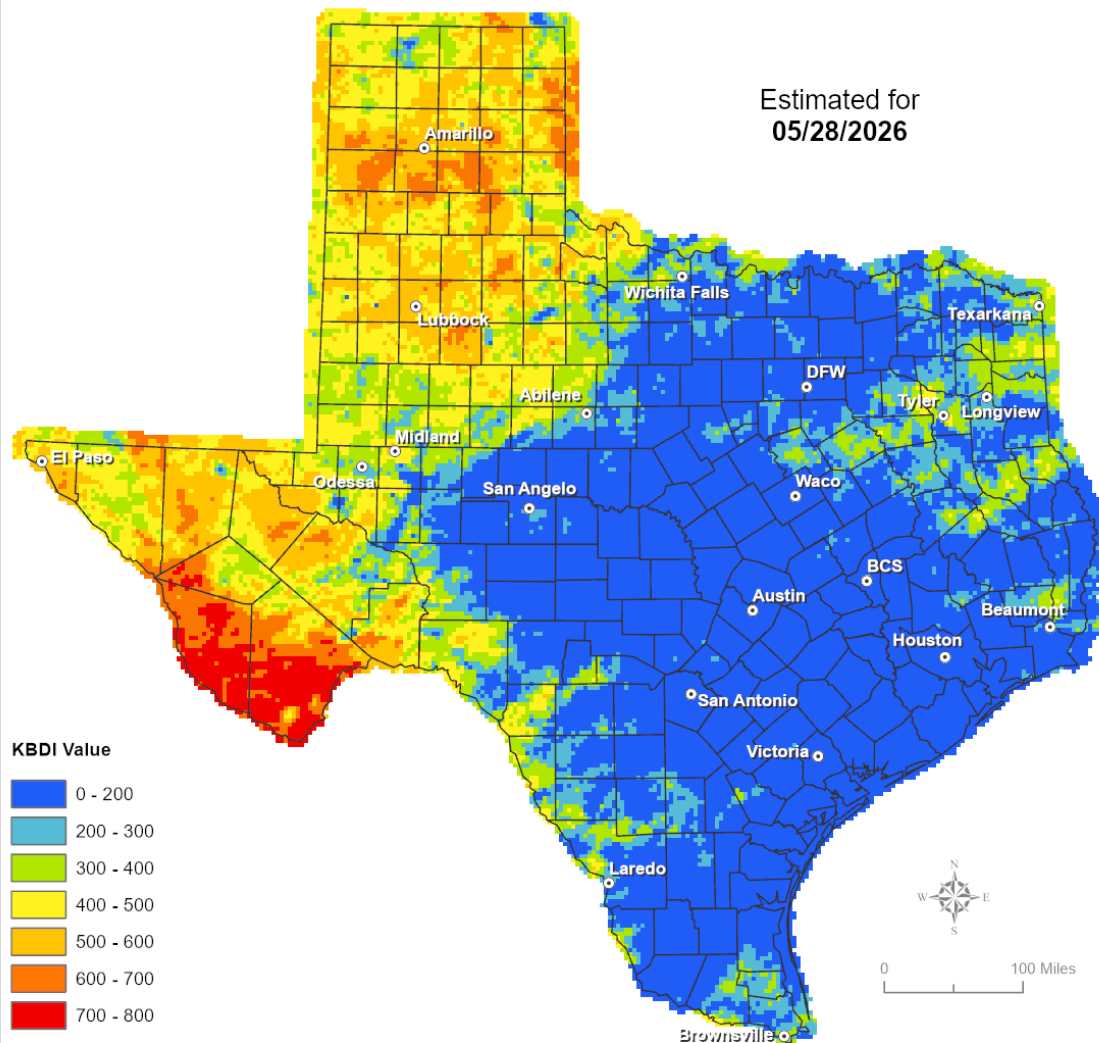 Estimated for
05/28/2026
Amarillo
Wichita Falls
Lubbock
Texarkana
DFW
Abilene
Tyler
Longview
Midland
El Paso
Odessa
San Angelo
Waco
BCS
Austin
Beaumont
Houston
San Antonio
Victoria
Laredo
Brownsville
KBDI Value
0 - 200
200 - 300
300 - 400
400 - 500
500 - 600
600 - 700
700 - 800
N
W E
S
0 100 Miles